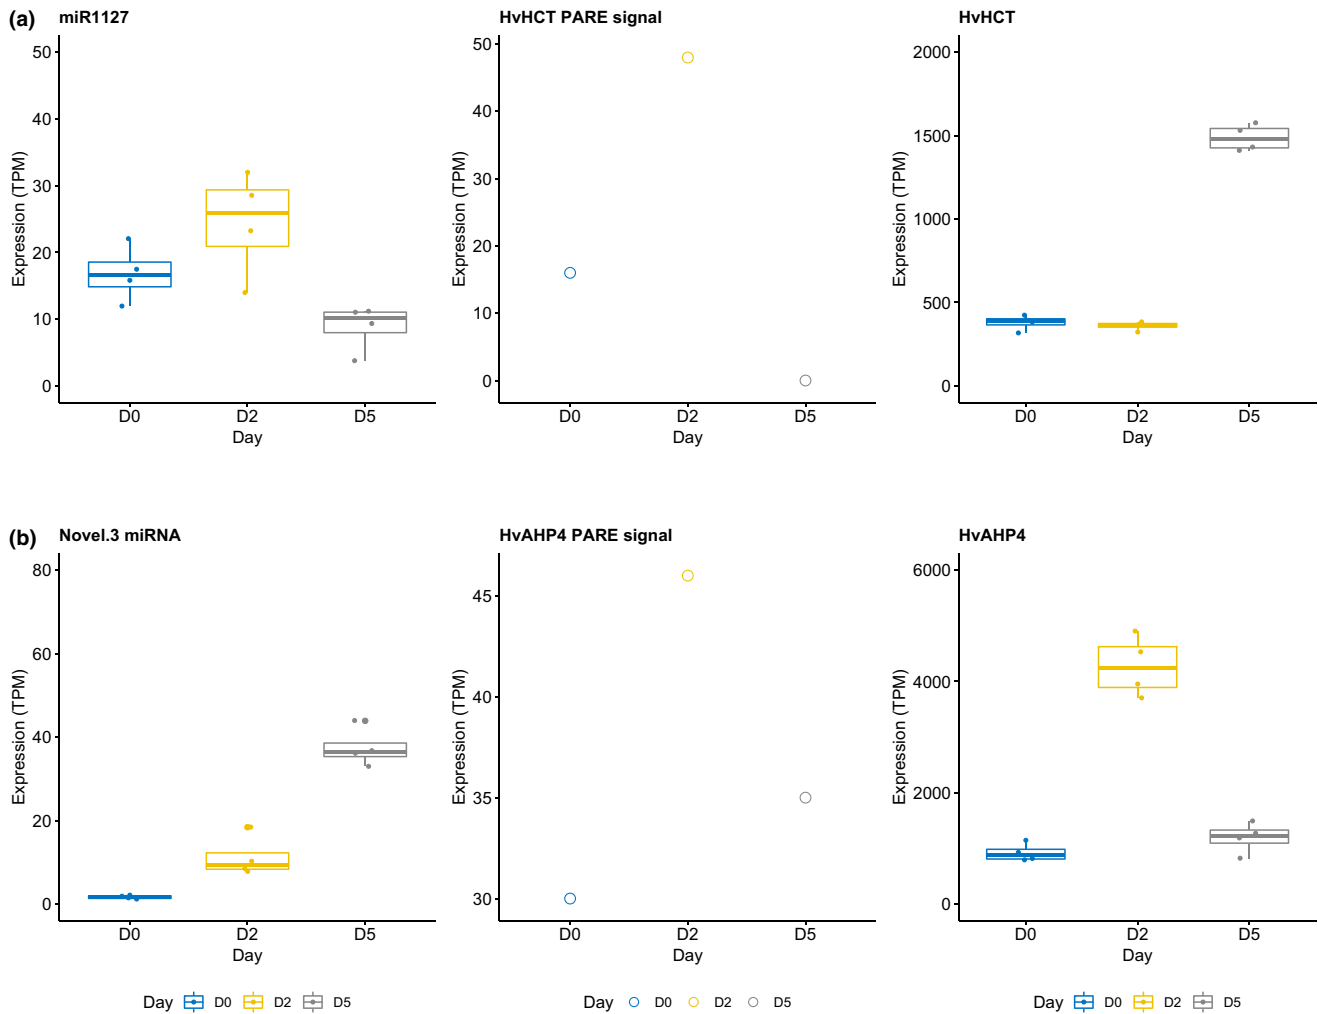 (a)
miR1127
Expression (TPM)
50
40
30
20
10
0
D0 D2 D5
Day
HvHCT PARE signal
Expression (TPM)
50
40
30
20
10
0
D0 D2 D5
Day
HvHCT
Expression (TPM)
2000
1500
1000
500
0
D0 D2 D5
Day
(b)
Novel.3 miRNA
Expression (TPM)
80
60
40
20
0
D0 D2 D5
Day
HvAHP4 PARE signal
Expression (TPM)
45
40
35
30
D0 D2 D5
Day
HvAHP4
Expression (TPM)
6000
4000
2000
0
D0 D2 D5
Day
Day D0 D2 D5
Day D0 D2 D5
Day D0 D2 D5